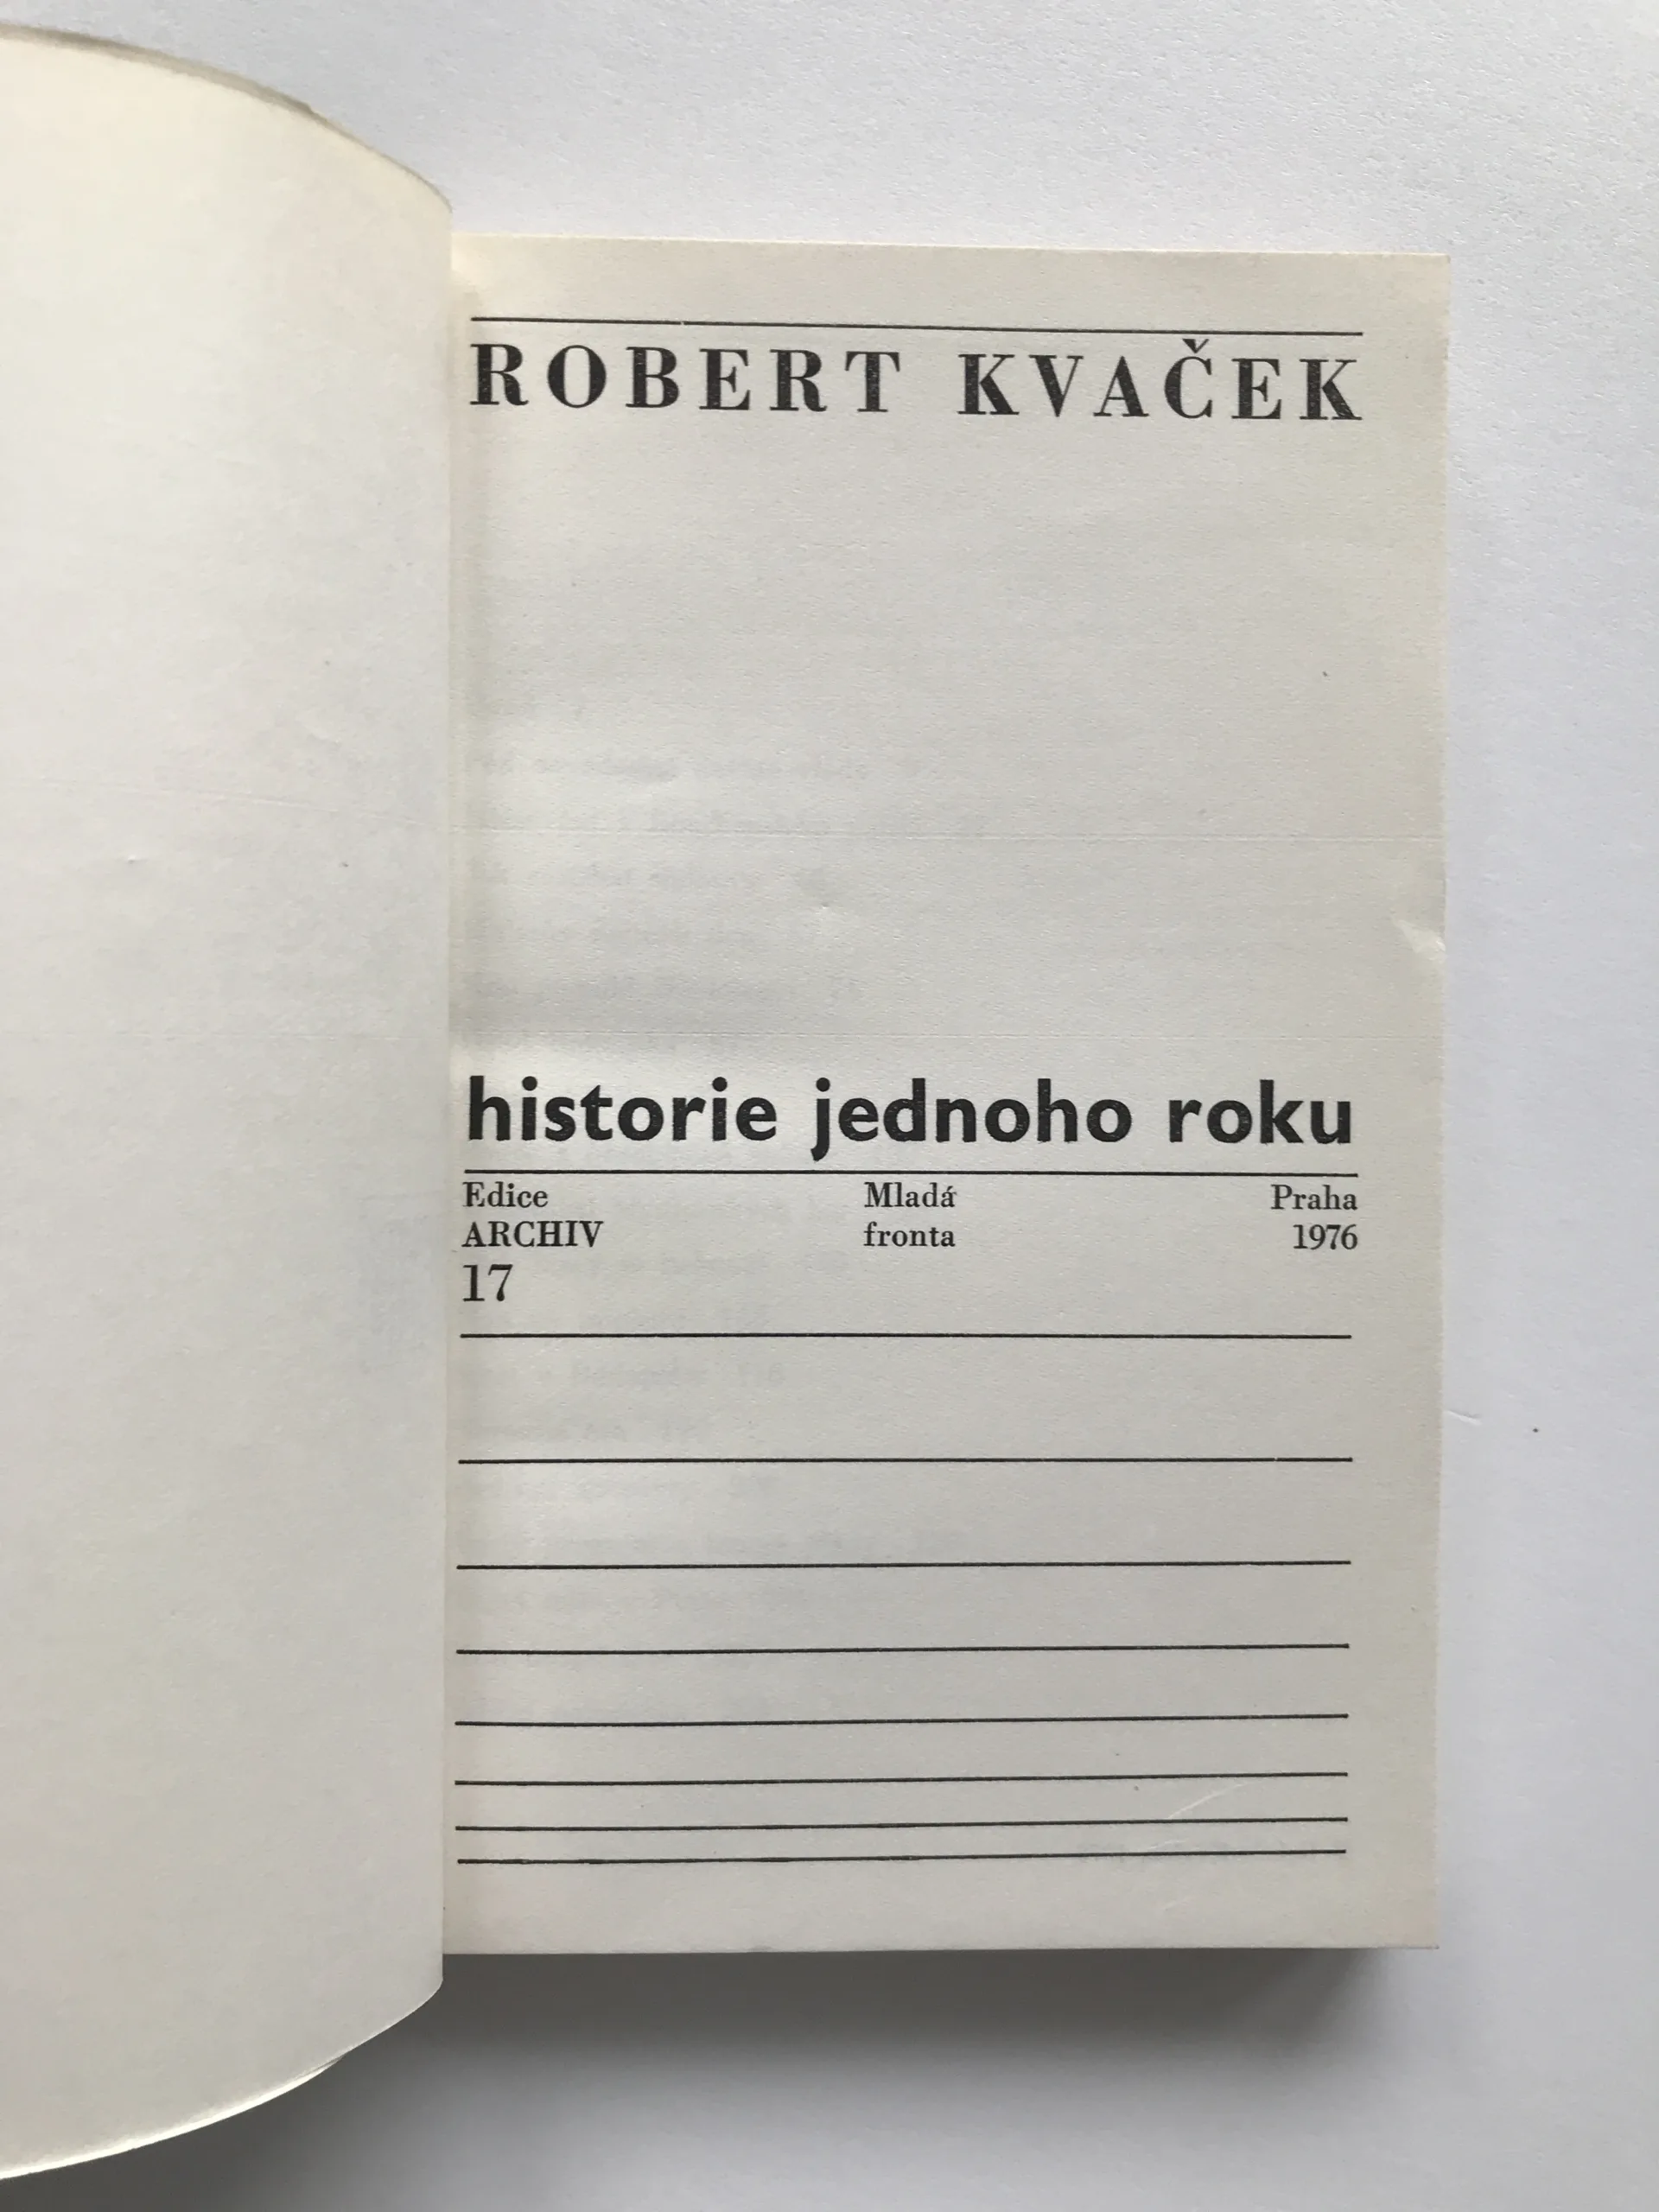 ROBERT KVAČEK
historie jednoho roku
Edice
ARCHIV
17
Mladá
fronta
Praha
1976